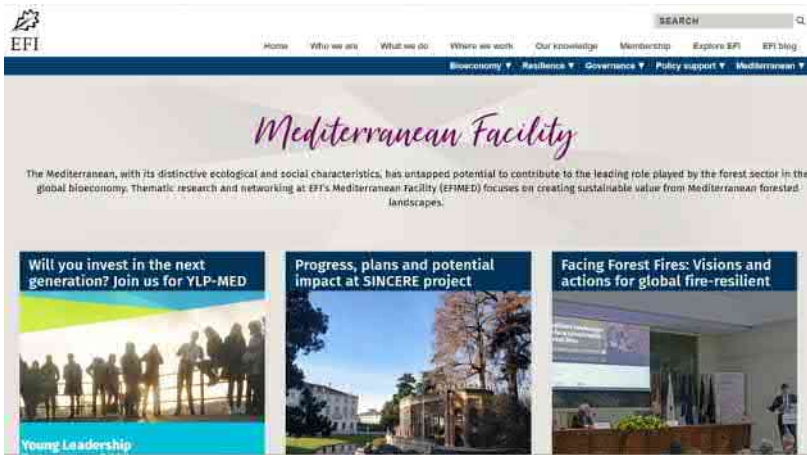 SEARCH
EFI
Home Who we are What we do Where we work Our knowledge Membership Explore EFI EFI blog
Bioeconomy ▼ Resilience ▼ Governance ▼ Policy support ▼ Mediterranean ▼
Mediterranean Facility
The Mediterranean, with its distinctive ecological and social characteristics, has untapped potential to contribute to the leading role played by the forest sector in the
global bioeconomy. Thematic research and networking at EFI's Mediterranean Facility (EFIMED) focuses on creating sustainable value from Mediterranean forested
landscapes.
Will you invest in the next
generation? Join us for YLP-MED
Young Leadership
Progress, plans and potential
impact at SINCERE project
Facing Forest Fires: Visions and
actions for global fire-resilient